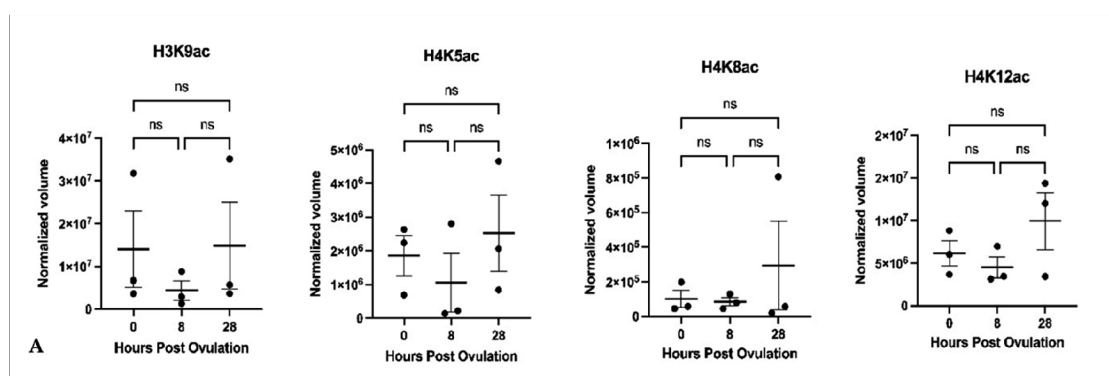 H3K9ac
ns
ns
ns
4×10⁷
3×10⁷
2×10⁷
1×10⁷
0
Normalized volume
0 8 28
Hours Post Ovulation
H4K5ac
ns
ns
ns
5×10⁶
4×10⁶
3×10⁶
2×10⁶
1×10⁶
0
Normalized volume
0 8 28
Hours Post Ovulation
H4K8ac
ns
ns
ns
1×10⁶
8×10⁵
6×10⁵
4×10⁵
2×10⁵
0
Normalized volume
0 8 28
Hours Post Ovulation
H4K12ac
ns
ns
ns
2×10⁷
2×10⁷
1×10⁷
5×10⁶
0
Normalized volume
0 8 28
Hours Post Ovulation
A